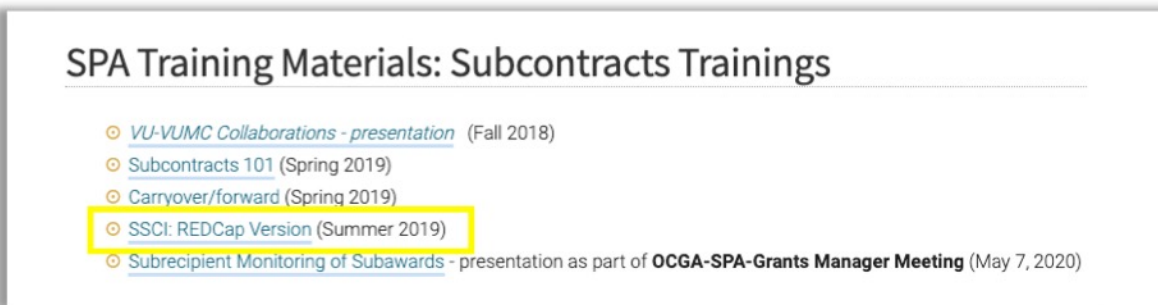 SPA Training Materials: Subcontracts Trainings
VU-VUMC Collaborations - presentation (Fall 2018)
Subcontracts 101 (Spring 2019)
Carryover/forward (Spring 2019)
SSCI: REDCap Version (Summer 2019)
Subrecipient Monitoring of Subawards - presentation as part of OCGA-SPA-Grants Manager Meeting (May 7, 2020)